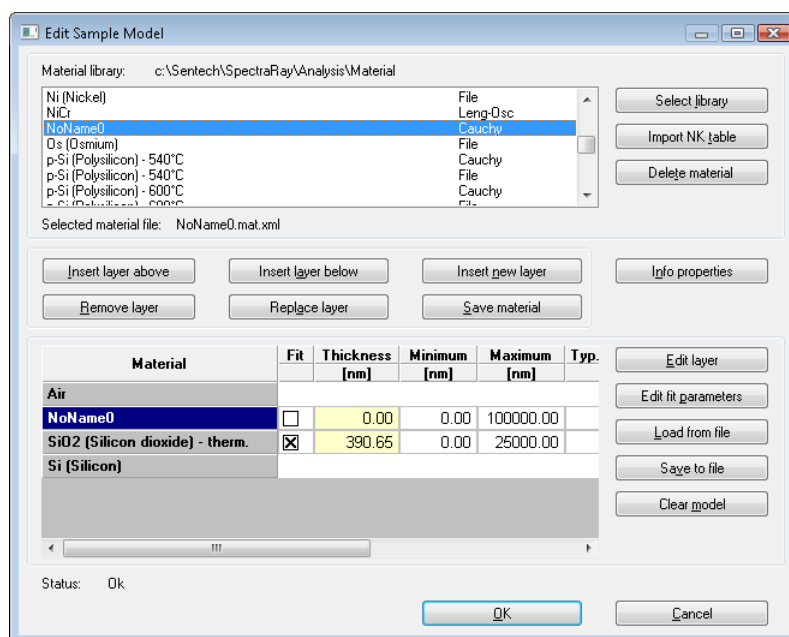 Edit Sample Model
Material library: c:\Sentech\SpectraRay\Analysis\Material
Ni (Nickel) File
NiCr Leng-Osc
NoName0 Cauchy
Os (Osmium) File
p-Si (Polysilicon) - 540°C Cauchy
p-Si (Polysilicon) - 540°C File
p-Si (Polysilicon) - 600°C Cauchy
p-Si (Polysilicon) - 600°C File
Select library
Import NK table
Delete material
Selected material file: NoName0.mat.xml
Insert layer above Insert layer below Insert new layer Info properties
Remove layer Replace layer Save material
Material Fit Thickness Minimum Maximum Typ.
[nm] [nm] [nm]
Air
NoName0 0.00 0.00 100000.00
SiO2 (Silicon dioxide) - therm. 390.65 0.00 25000.00
Si (Silicon)
Edit layer
Edit fit parameters
Load from file
Save to file
Clear model
Status: Ok
OK Cancel